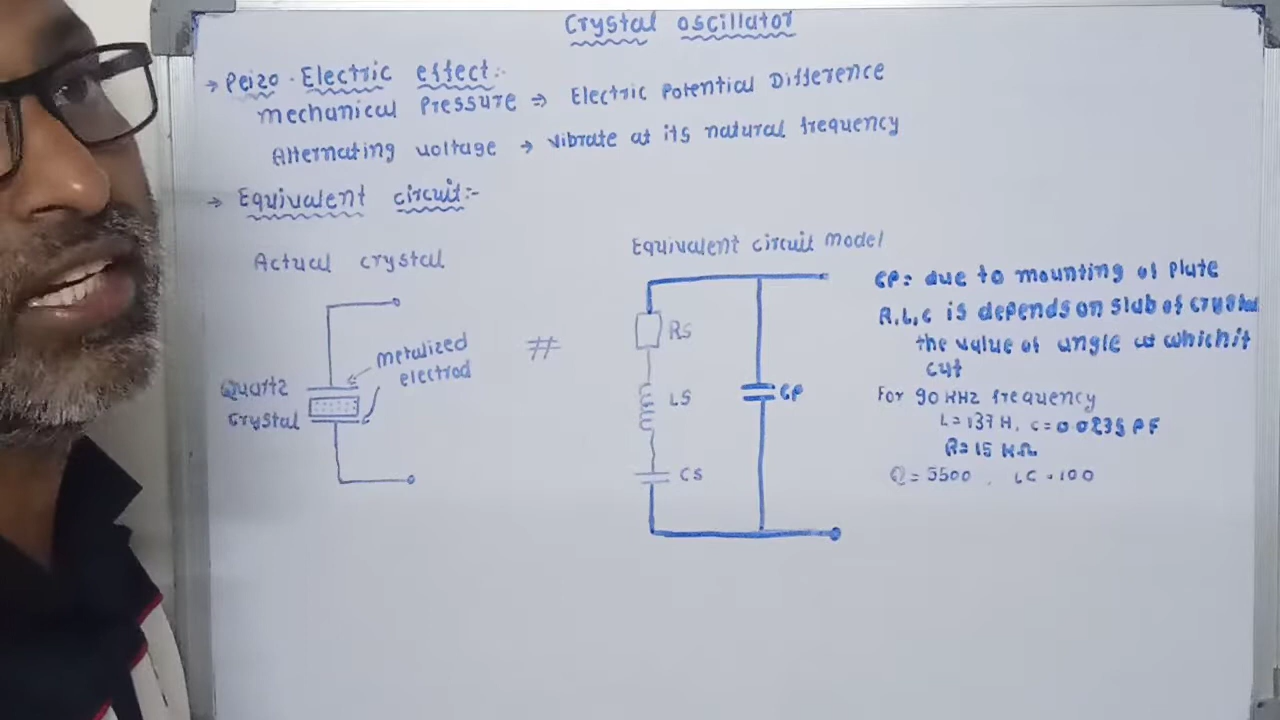 Crystal oscillator
→ Peizo-Electric effect:-
Mechanical Pressure ⇒ Electric Potential Difference
Alternating voltage → vibrate at its natural frequency
→ Equivalent circuit:-
Actual crystal
Quartz
crystal
metalized
electrod
#
Equivalent circuit model
Rs
Ls
Cs
CP
CP = due to mounting of Plate
R,L,C is depends on slab of crystal
the value of angle at which it
cut
For 90 KHZ frequency
L=137H, C=0.0235 PF
R=15 KΩ
Q=5500